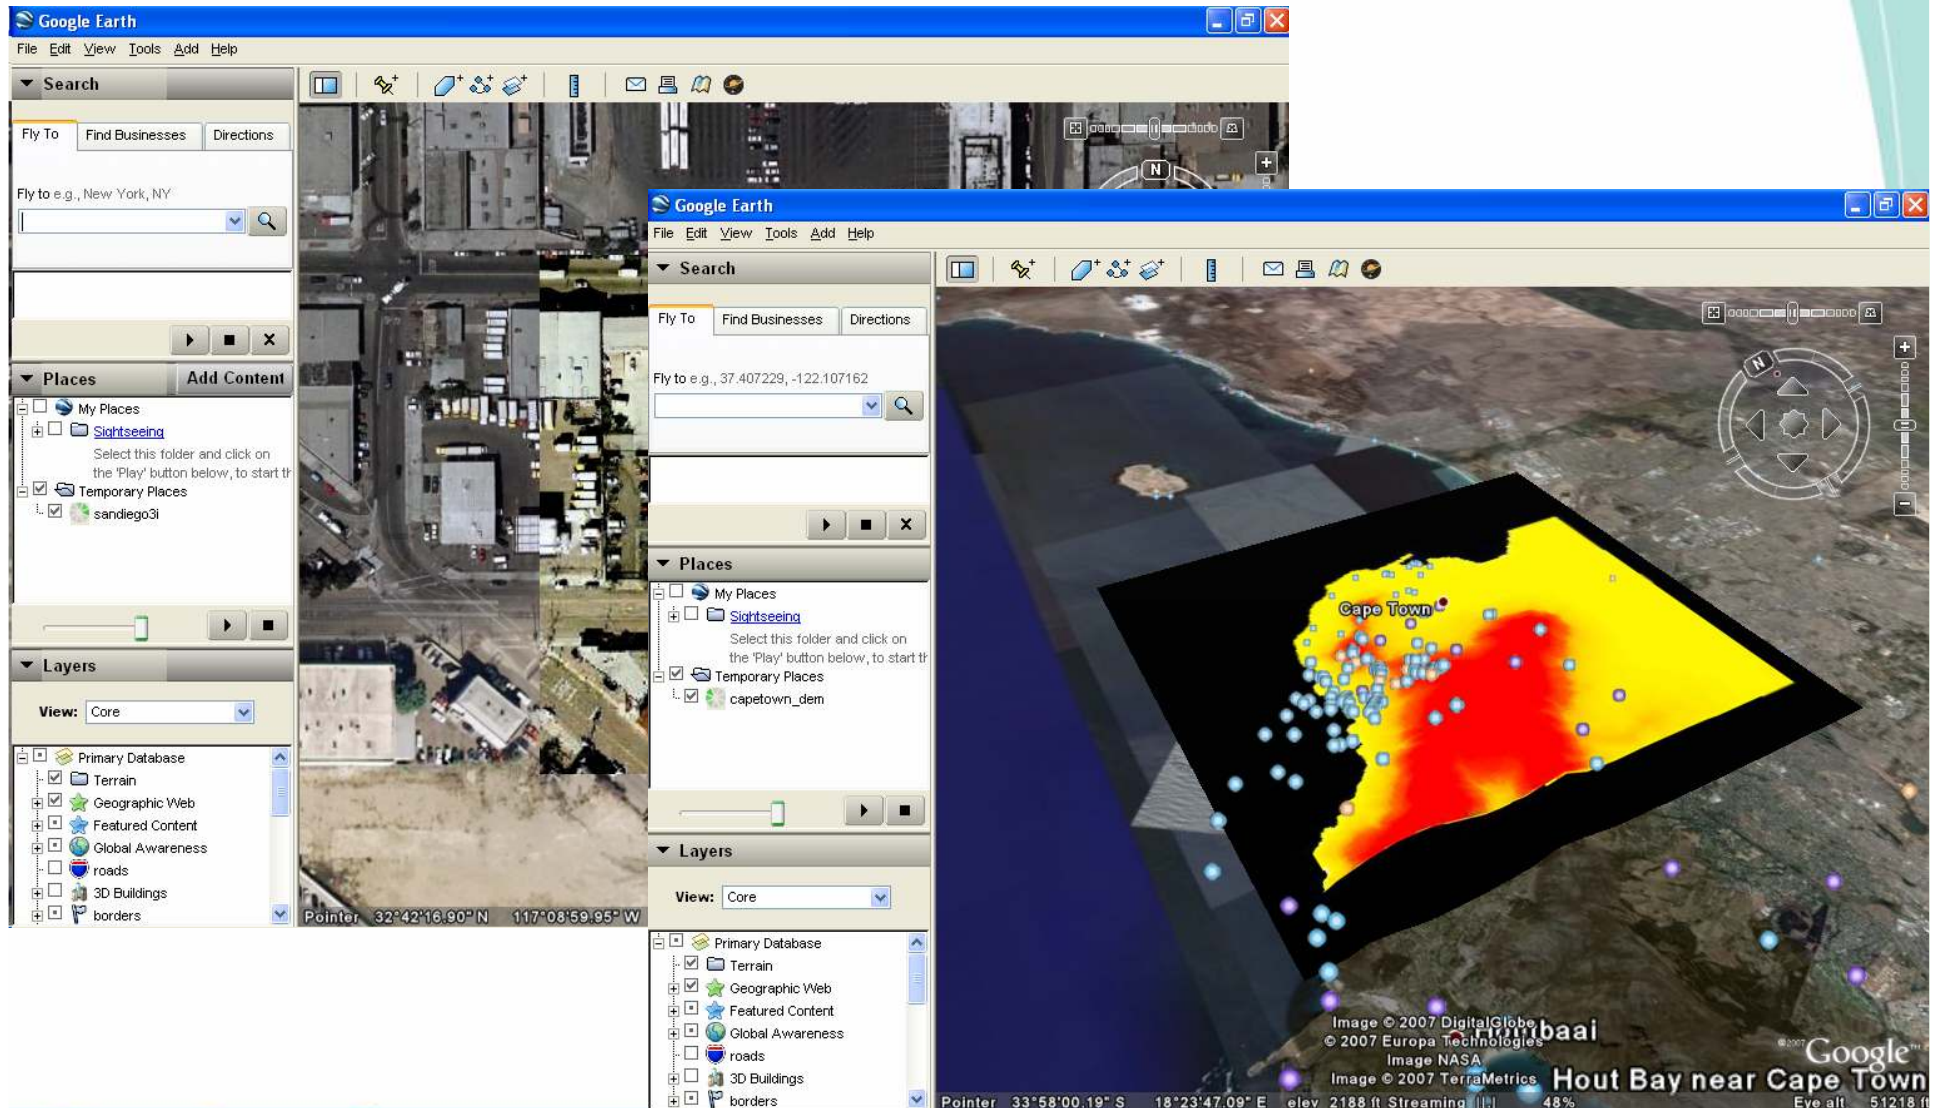 Google Earth
File Edit View Tools Add Help
Search
Fly To Find Businesses Directions
Fly to e.g., New York, NY
Places Add Content
My Places
Sightseeing
Select this folder and click on
the 'Play' button below, to start th
Temporary Places
sandiego3i
Layers
View: Core
Primary Database
Terrain
Geographic Web
Featured Content
Global Awareness
roads
3D Buildings
borders
N
Pointer 32°42'16.90" N 117°08'59.95" W
Google Earth
File Edit View Tools Add Help
Search
Fly To Find Businesses Directions
Fly to e.g., 37.407229, -122.107162
Places
My Places
Sightseeing
Select this folder and click on
the 'Play' button below, to start th
Temporary Places
capetown_dem
Layers
View: Core
Primary Database
Terrain
Geographic Web
Featured Content
Global Awareness
roads
3D Buildings
borders
N
Cape Town
Image © 2007 DigitalGlobe
© 2007 Europa Technologies
Image NASA
Image © 2007 TerraMetrics
©2007 Google™
Hout Bay near Cape Town
Pointer 33°58'00.19" S 18°23'47.09" E elev 2188 ft Streaming 48% Eye alt 51218 ft